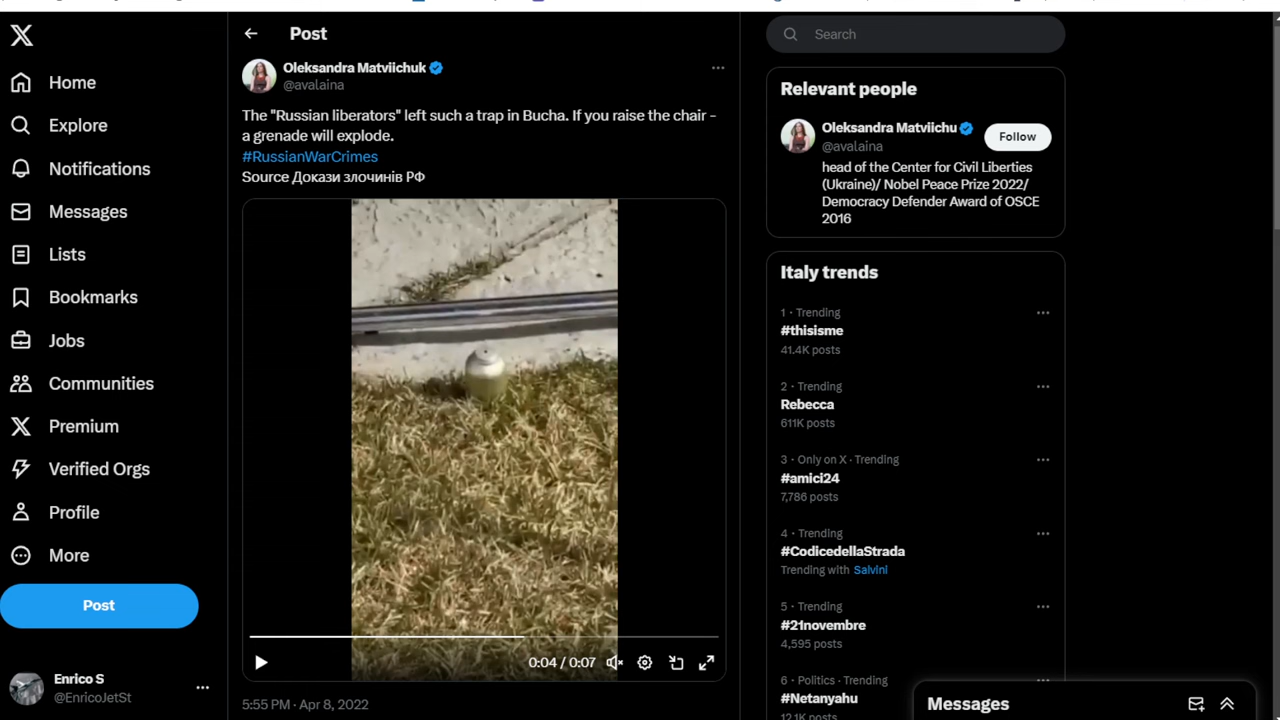 Home
Explore
Notifications
Messages
Lists
Bookmarks
Jobs
Communities
Premium
Verified Orgs
Profile
More
Post
Enrico S
@EnricoJetSt
Post
Oleksandra Matviichuk
@avalaina
The "Russian liberators" left such a trap in Bucha. If you raise the chair -
a grenade will explode.
#RussianWarCrimes
Source Докази злочинів РФ
0:04 / 0:07
5:55 PM · Apr 8, 2022
Search
Relevant people
Oleksandra Matviichu
@avalaina
Follow
head of the Center for Civil Liberties
(Ukraine)/ Nobel Peace Prize 2022/
Democracy Defender Award of OSCE
2016
Italy trends
1 · Trending
#thisisme
41.4K posts
2 · Trending
Rebecca
611K posts
3 · Only on X · Trending
#amici24
7,786 posts
4 · Trending
#CodicedellaStrada
Trending with Salvini
5 · Trending
#21novembre
4,595 posts
6 · Politics · Trending
#Netanyahu
12.1K posts
Messages